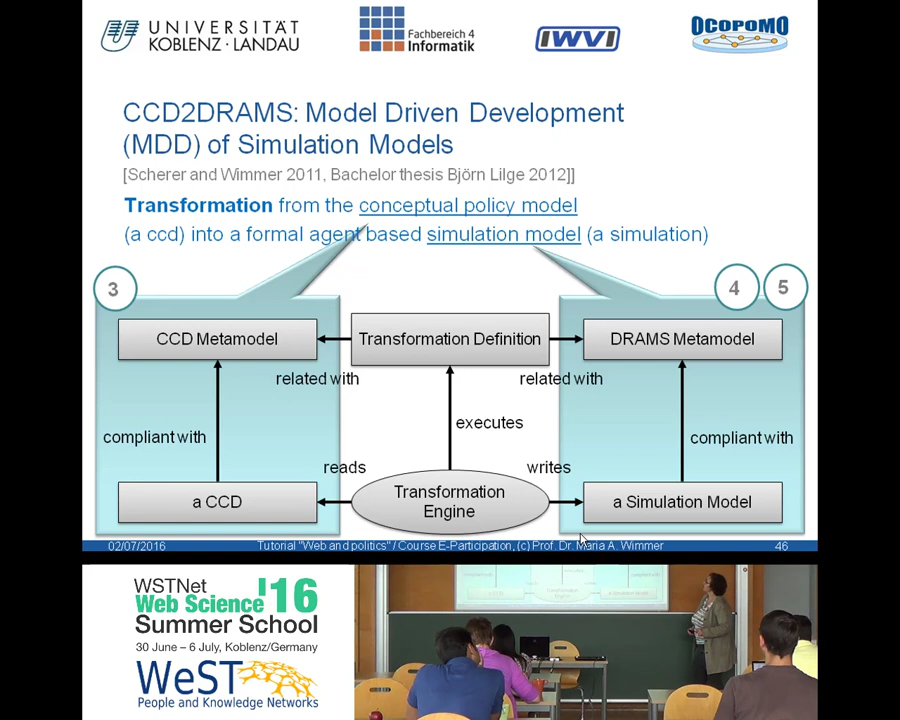 UNIVERSITÄT
KOBLENZ · LANDAU
Fachbereich 4
Informatik
IWVI
OCOPOMO
CCD2DRAMS: Model Driven Development
(MDD) of Simulation Models
[Scherer and Wimmer 2011, Bachelor thesis Björn Lilge 2012]]
Transformation from the conceptual policy model
(a ccd) into a formal agent based simulation model (a simulation)
3
4
5
CCD Metamodel
Transformation Definition
DRAMS Metamodel
related with
related with
compliant with
executes
compliant with
reads
writes
a CCD
Transformation
Engine
a Simulation Model
02/07/2016
Tutorial "Web and politics" / Course E-Participation, (c) Prof. Dr. Maria A. Wimmer
46
WSTNet
Web Science '16
Summer School
30 June – 6 July, Koblenz/Germany
WeST
People and Knowledge Networks